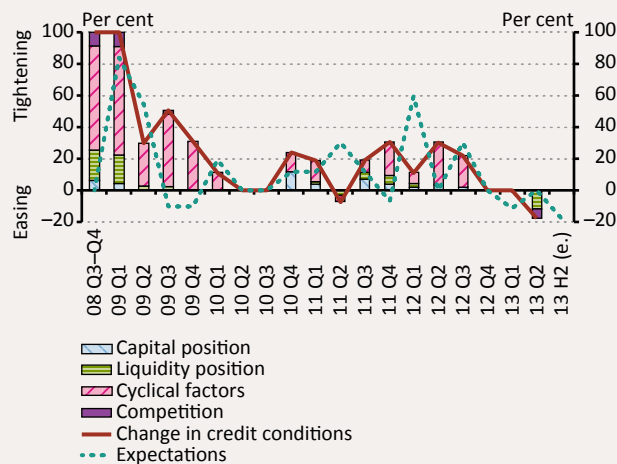 Per cent Per cent
100 100
80 80
60 60
40 40
20 20
0 0
−20 −20
Tightening
Easing
08 Q3–Q4
09 Q1
09 Q2
09 Q3
09 Q4
10 Q1
10 Q2
10 Q3
10 Q4
11 Q1
11 Q2
11 Q3
11 Q4
12 Q1
12 Q2
12 Q3
12 Q4
13 Q1
13 Q2
13 H2 (e.)
Capital position
Liquidity position
Cyclical factors
Competition
Change in credit conditions
Expectations